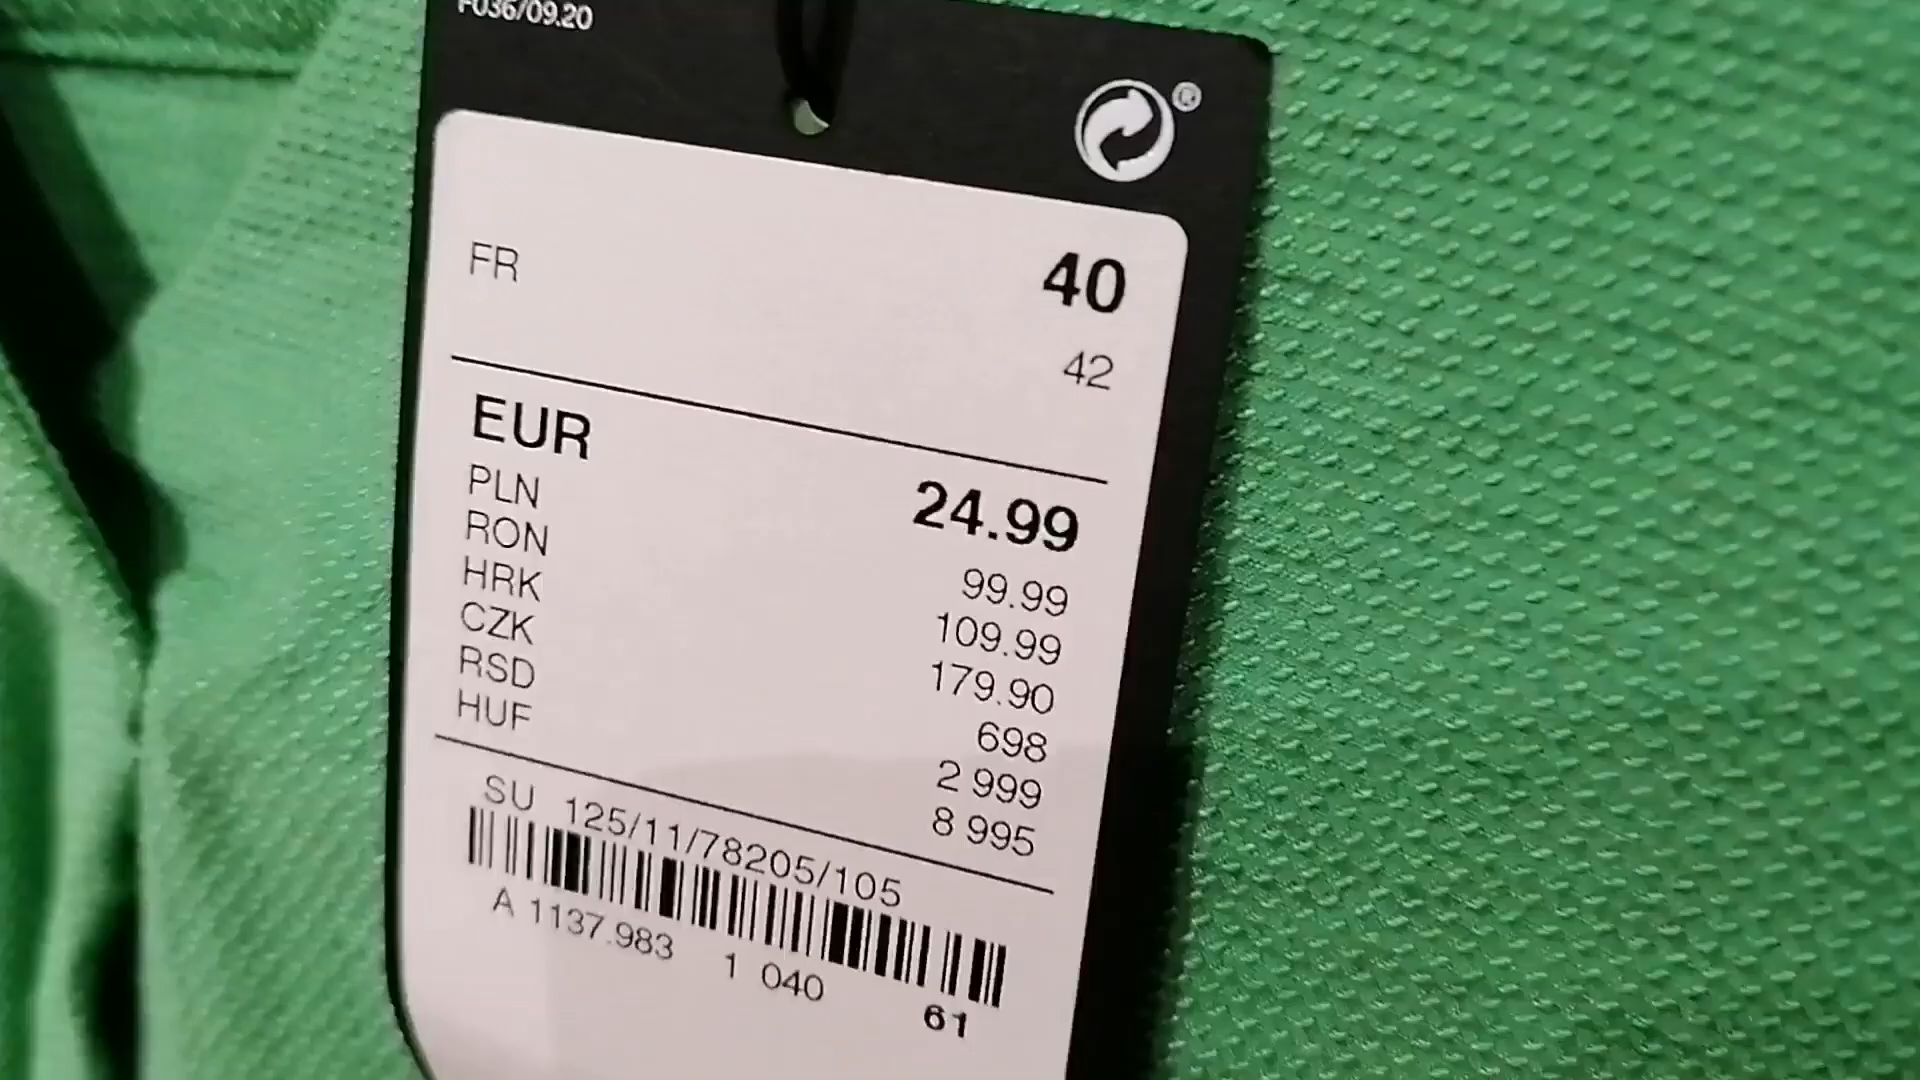 F036/09.20
®
40
FR 42
EUR 24.99
PLN 99.99
RON 109.99
HRK 179.90
CZK 698
RSD 2 999
HUF 8 995
SU 125/11/78205/105
A 1137.983 1 040
61